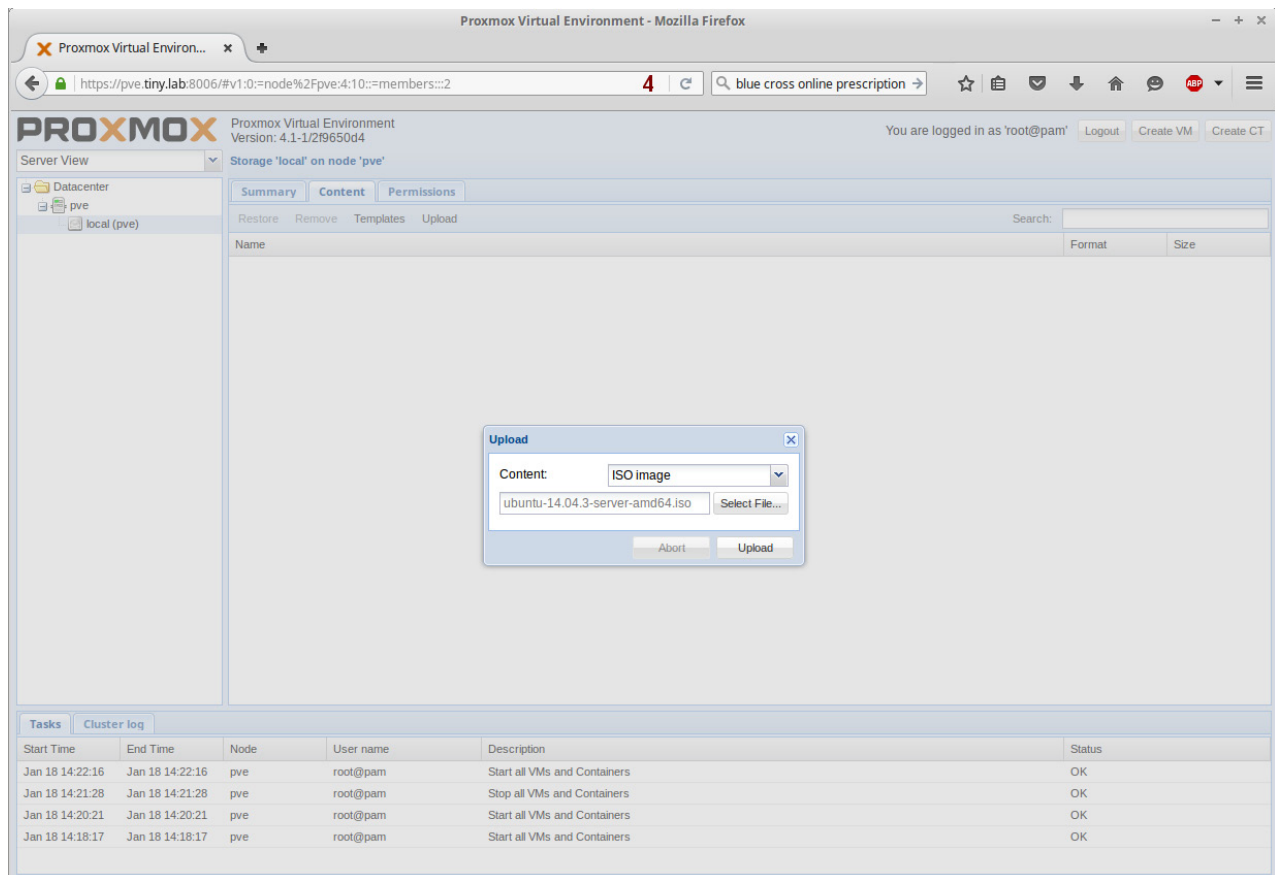 Proxmox Virtual Environment - Mozilla Firefox
Proxmox Virtual Environ...
https://pve.tiny.lab:8006/#v1:0:=node%2Fpve:4:10::=members:::2 4 blue cross online prescription ABP
PROXMOX Proxmox Virtual Environment
Version: 4.1-1/2f9650d4
You are logged in as 'root@pam' Logout Create VM Create CT
Server View Storage 'local' on node 'pve'
Datacenter
pve
local (pve)
Summary Content Permissions
Restore Remove Templates Upload Search:
Name Format Size
Upload
Content: ISO image
ubuntu-14.04.3-server-amd64.iso Select File...
Abort Upload
Tasks Cluster log
Start Time End Time Node User name Description Status
Jan 18 14:22:16 Jan 18 14:22:16 pve root@pam Start all VMs and Containers OK
Jan 18 14:21:28 Jan 18 14:21:28 pve root@pam Stop all VMs and Containers OK
Jan 18 14:20:21 Jan 18 14:20:21 pve root@pam Start all VMs and Containers OK
Jan 18 14:18:17 Jan 18 14:18:17 pve root@pam Start all VMs and Containers OK